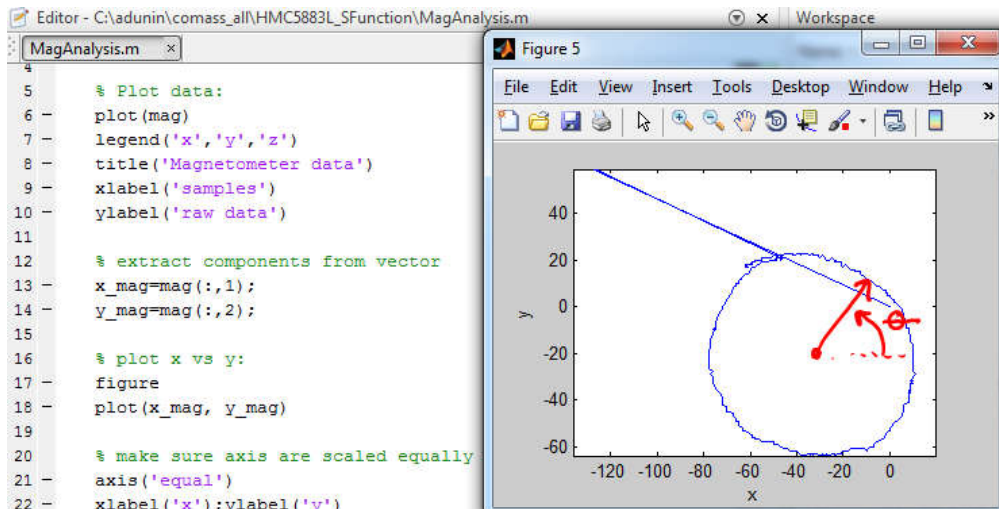 Editor - C:\adunin\comass_all\HMC5883L_SFunction\MagAnalysis.m
Workspace
MagAnalysis.m
4
5 % Plot data:
6 - plot(mag)
7 - legend('x','y','z')
8 - title('Magnetometer data')
9 - xlabel('samples')
10 - ylabel('raw data')
11
12 % extract components from vector
13 - x_mag=mag(:,1);
14 - y_mag=mag(:,2);
15
16 % plot x vs y:
17 - figure
18 - plot(x_mag, y_mag)
19
20 % make sure axis are scaled equally
21 - axis('equal')
22 - xlabel('x');ylabel('y')
Figure 5
File Edit View Insert Tools Desktop Window Help
40
20
0
-20
-40
-60
y
θ
-120 -100 -80 -60 -40 -20 0
x